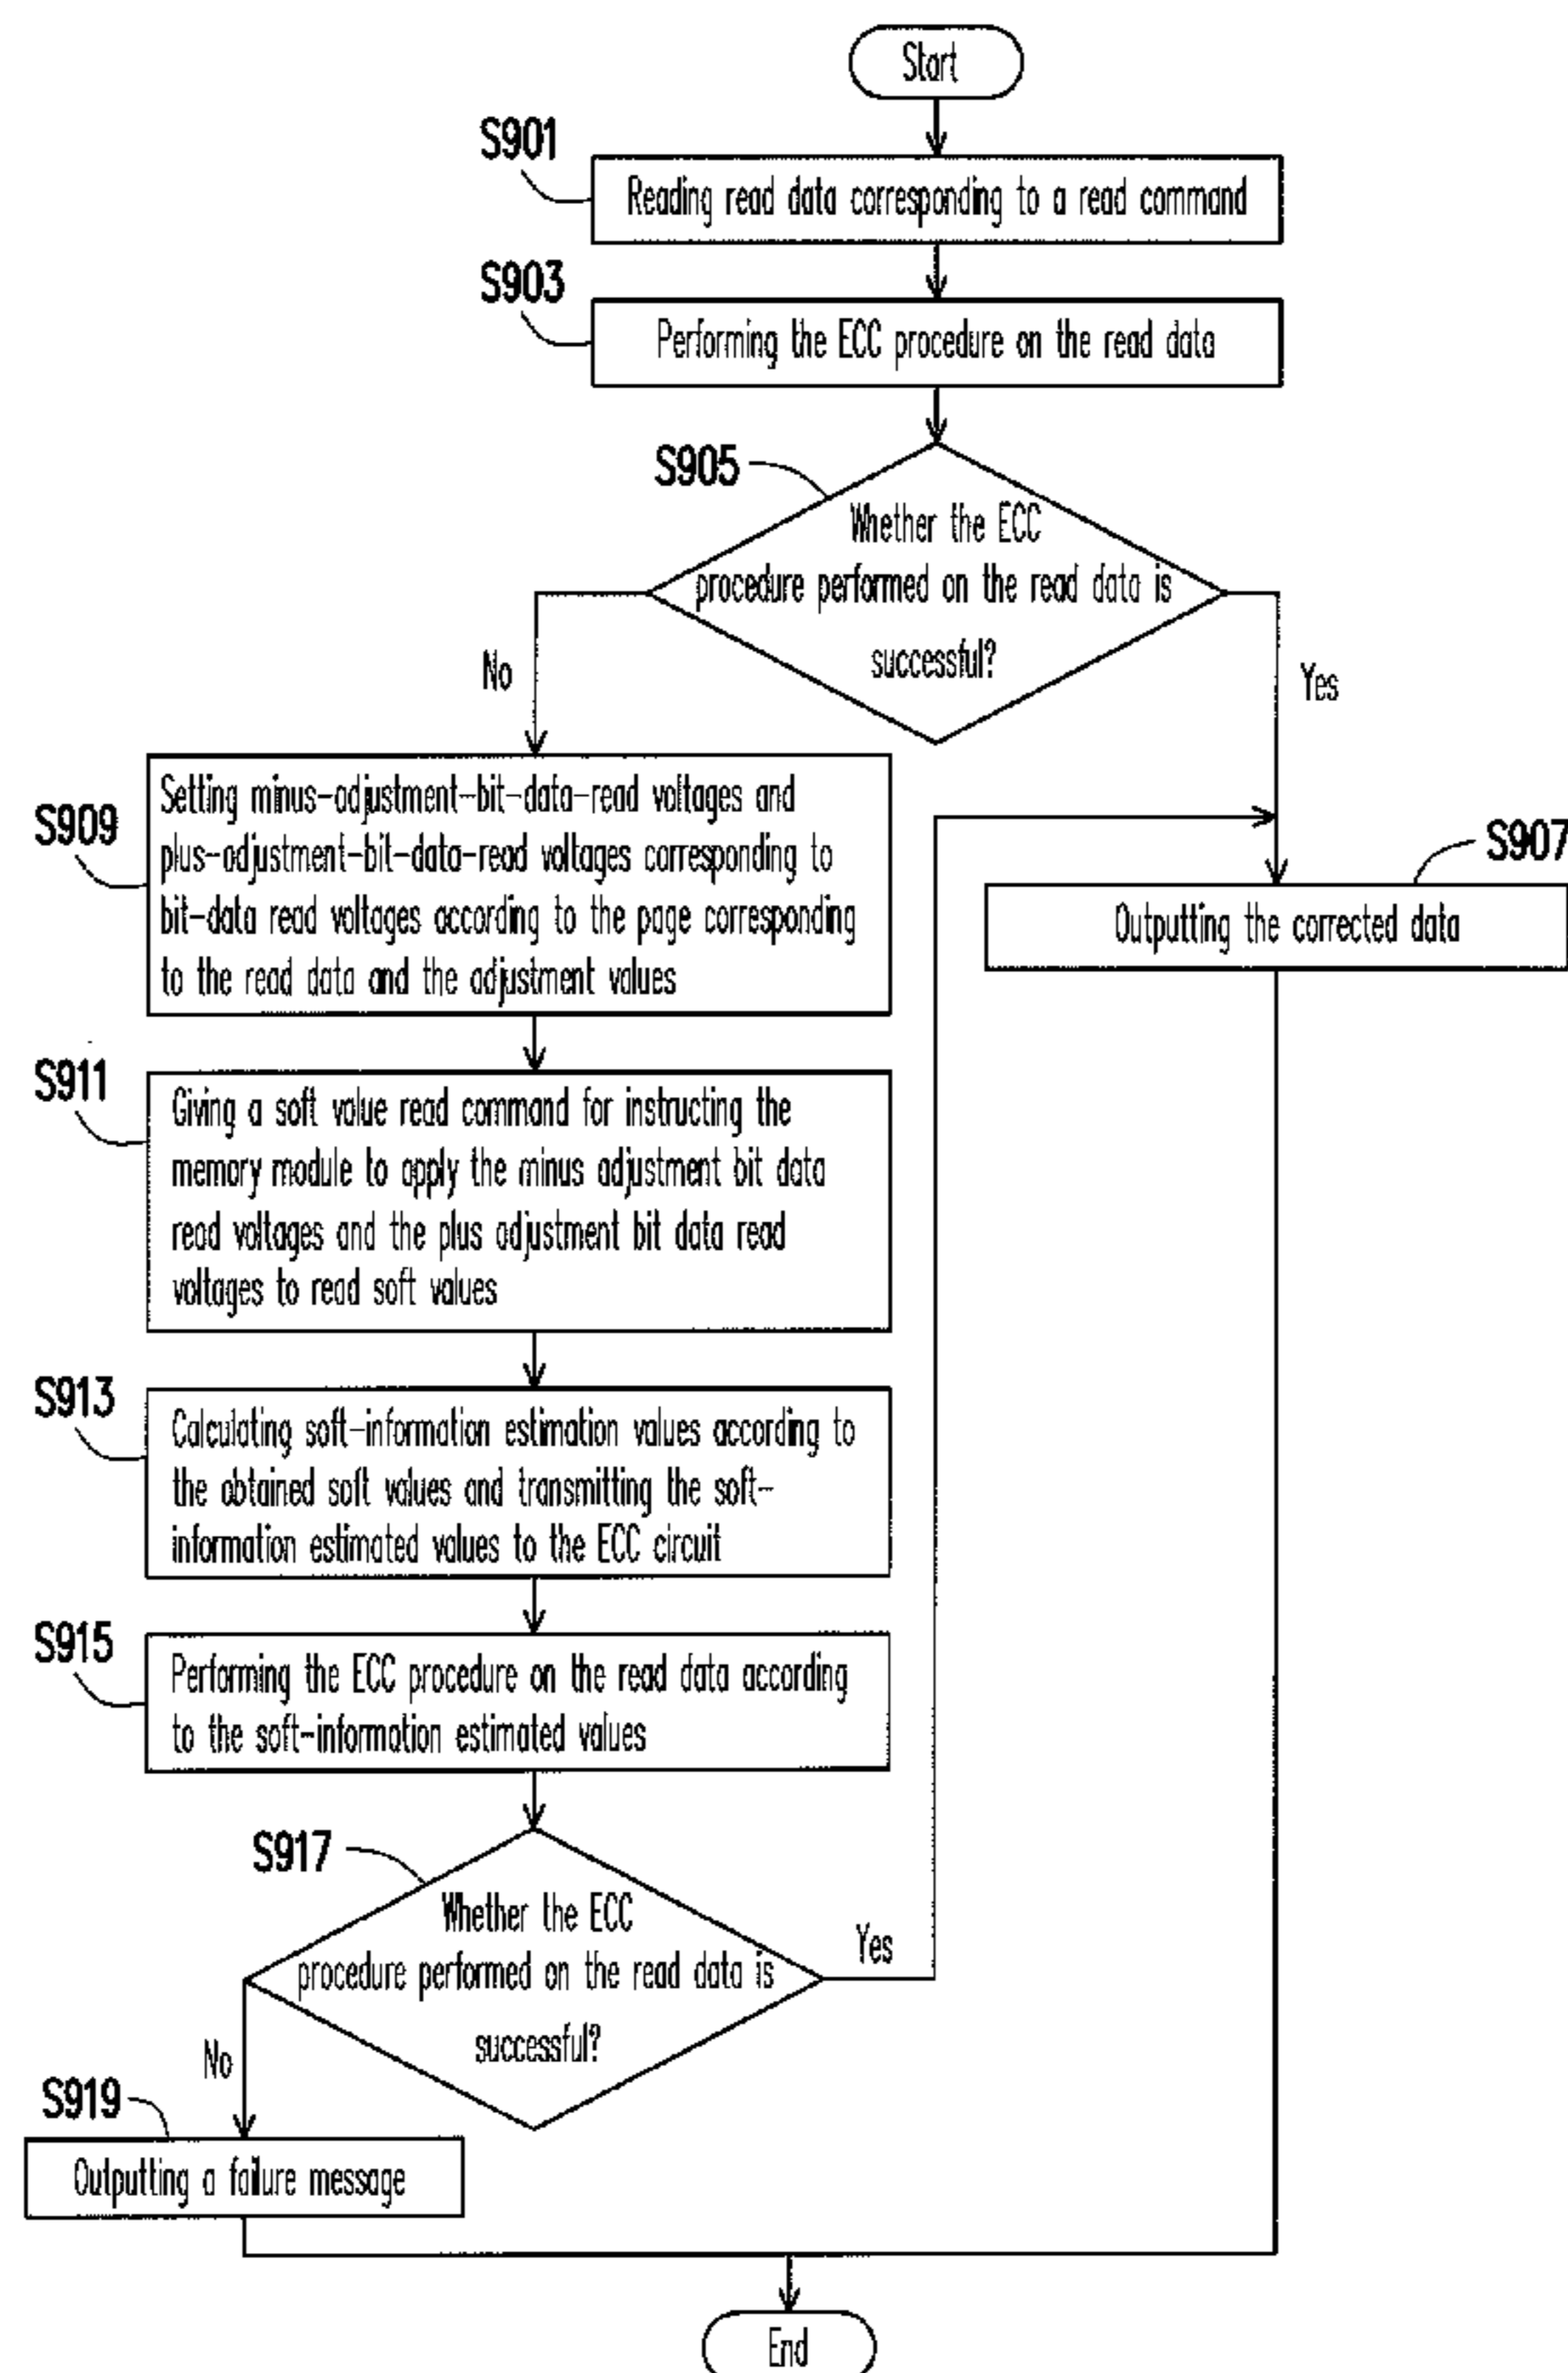 Start
S901
Reading read data corresponding to a read command
S903
Performing the ECC procedure on the read data
S905
Whether the ECC
procedure performed on the read data is
successful?
No
Yes
S909
Setting minus-adjustment-bit-data-read voltages and
plus-adjustment-bit-data-read voltages corresponding to
bit-data read voltages according to the page corresponding
to the read data and the adjustment values
S907
Outputting the corrected data
S911
Giving a soft value read command for instructing the
memory module to apply the minus adjustment bit data
read voltages and the plus adjustment bit data read
voltages to read soft values
S913
Calculating soft-information estimation values according to
the obtained soft values and transmitting the soft-
information estimated values to the ECC circuit
S915
Performing the ECC procedure on the read data according
to the soft-information estimated values
S917
Whether the ECC
procedure performed on the read data is
successful?
Yes
No
S919
Outputting a failure message
End